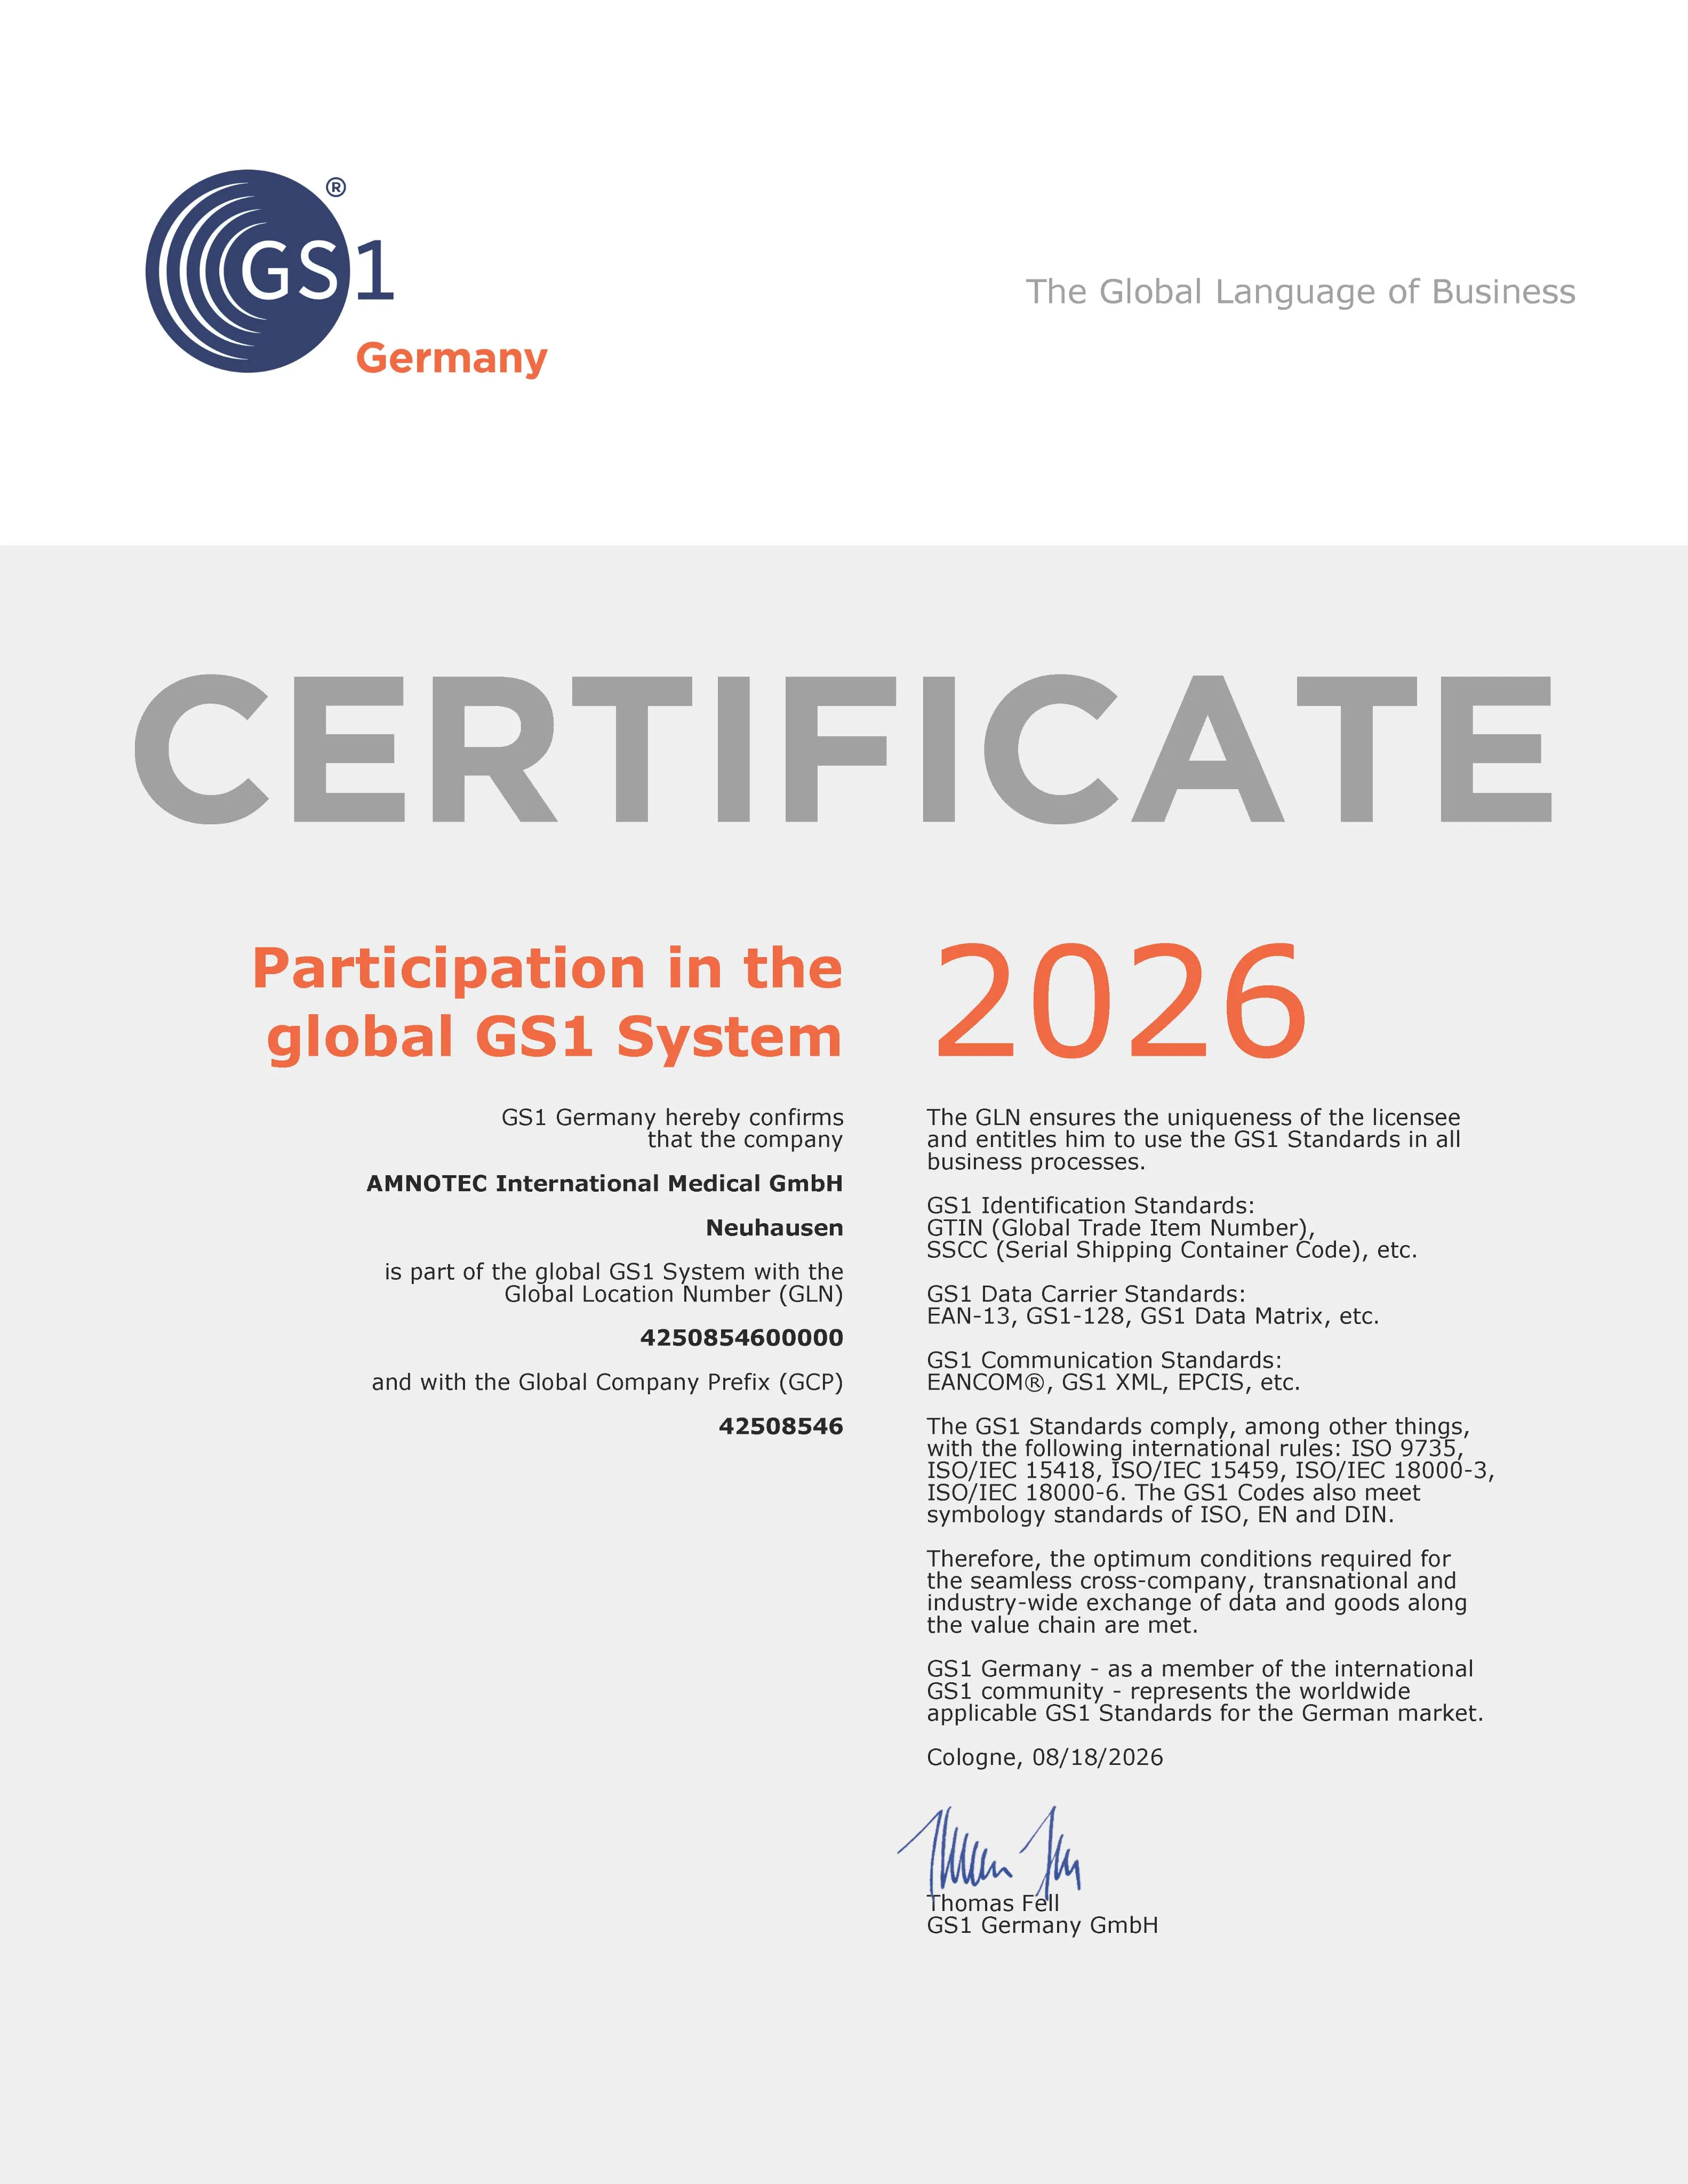 GS1
®
Germany
The Global Language of Business
CERTIFICATE
Participation in the
global GS1 System
GS1 Germany hereby confirms
that the company
AMNOTEC International Medical GmbH
Neuhausen
is part of the global GS1 System with the
Global Location Number (GLN)
4250854600000
and with the Global Company Prefix (GCP)
42508546
2026
The GLN ensures the uniqueness of the licensee
and entitles him to use the GS1 Standards in all
business processes.
GS1 Identification Standards:
GTIN (Global Trade Item Number),
SSCC (Serial Shipping Container Code), etc.
GS1 Data Carrier Standards:
EAN-13, GS1-128, GS1 Data Matrix, etc.
GS1 Communication Standards:
EANCOM®, GS1 XML, EPCIS, etc.
The GS1 Standards comply, among other things,
with the following international rules: ISO 9735,
ISO/IEC 15418, ISO/IEC 15459, ISO/IEC 18000-3,
ISO/IEC 18000-6. The GS1 Codes also meet
symbology standards of ISO, EN and DIN.
Therefore, the optimum conditions required for
the seamless cross-company, transnational and
industry-wide exchange of data and goods along
the value chain are met.
GS1 Germany - as a member of the international
GS1 community - represents the worldwide
applicable GS1 Standards for the German market.
Cologne, 08/18/2026
Thomas Fell
GS1 Germany GmbH